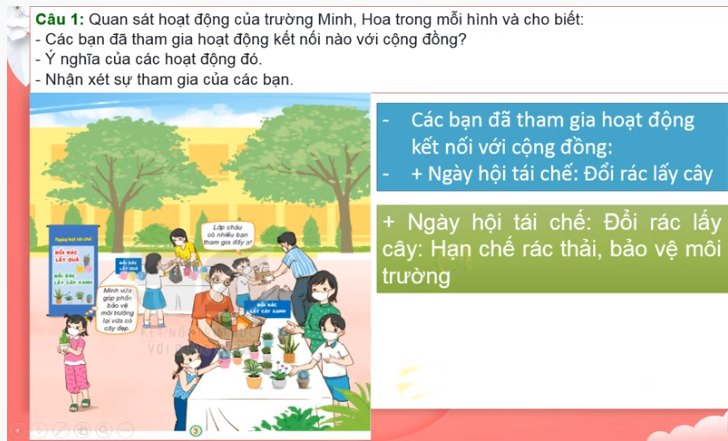 Câu 1: Quan sát hoạt động của trường Minh, Hoa trong mỗi hình và cho biết:
- Các bạn đã tham gia hoạt động kết nối nào với cộng đồng?
- Ý nghĩa của các hoạt động đó.
- Nhận xét sự tham gia của các bạn.
- Các bạn đã tham gia hoạt động
kết nối với cộng đồng:
- + Ngày hội tái chế: Đổi rác lấy cây
+ Ngày hội tái chế: Đổi rác lấy
cây: Hạn chế rác thải, bảo vệ môi
trường
Lớp cháu
có nhiều bạn
tham gia đấy ạ!
Ngày hội tái chế
ĐỔI RÁC
LẤY QUÀ
ĐỔI RÁC
LẤY CÂY XANH
ĐỔI RÁC
LẤY QUÀ
Minh vừa
góp phần
bảo vệ
môi trường
lại vừa có
cây đẹp.
ĐỔI RÁC
LẤY CÂY XANH
3
4